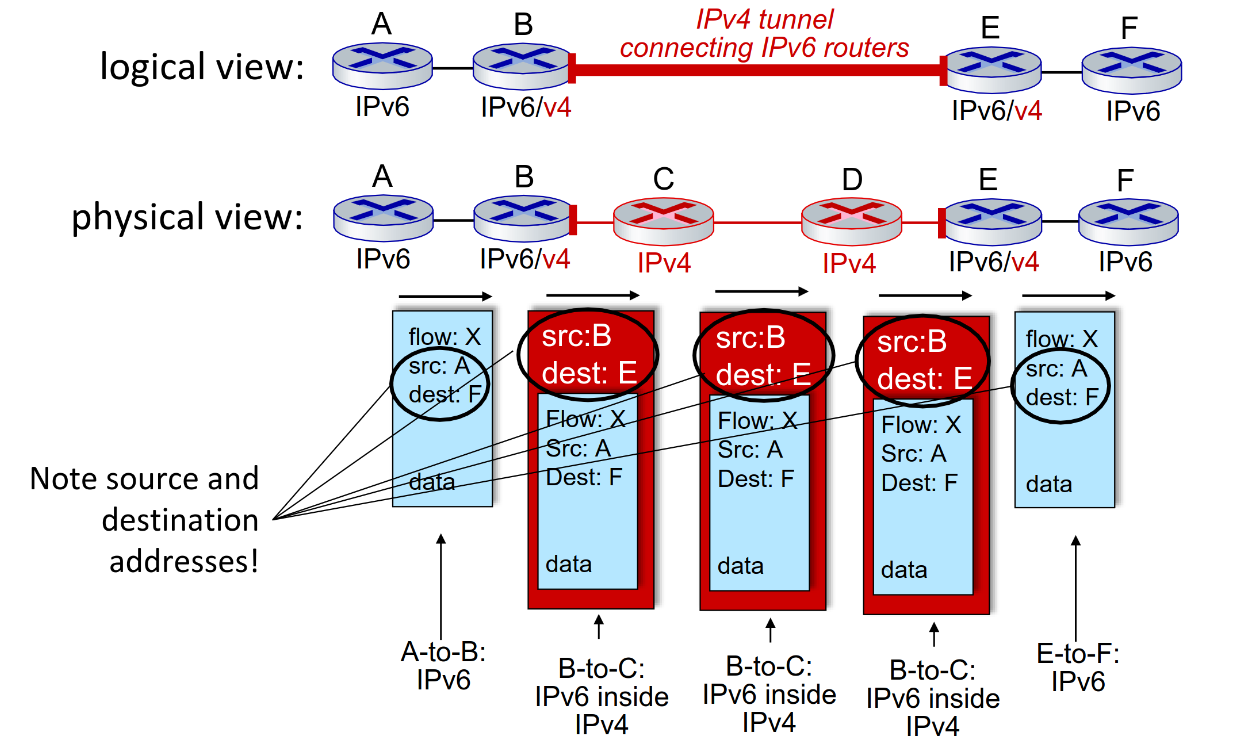 A
B
IPv4 tunnel
connecting IPv6 routers
E
F
logical view:
IPv6
IPv6/v4
IPv6/v4
IPv6
A
B
C
D
E
F
physical view:
IPv6
IPv6/v4
IPv4
IPv4
IPv6/v4
IPv6
flow: X
src: A
dest: F
data
src:B
dest: E
Flow: X
Src: A
Dest: F
data
src:B
dest: E
Flow: X
Src: A
Dest: F
data
src:B
dest: E
Flow: X
Src: A
Dest: F
data
flow: X
src: A
dest: F
data
Note source and
destination
addresses!
A-to-B:
IPv6
B-to-C:
IPv6 inside
IPv4
B-to-C:
IPv6 inside
IPv4
B-to-C:
IPv6 inside
IPv4
E-to-F:
IPv6